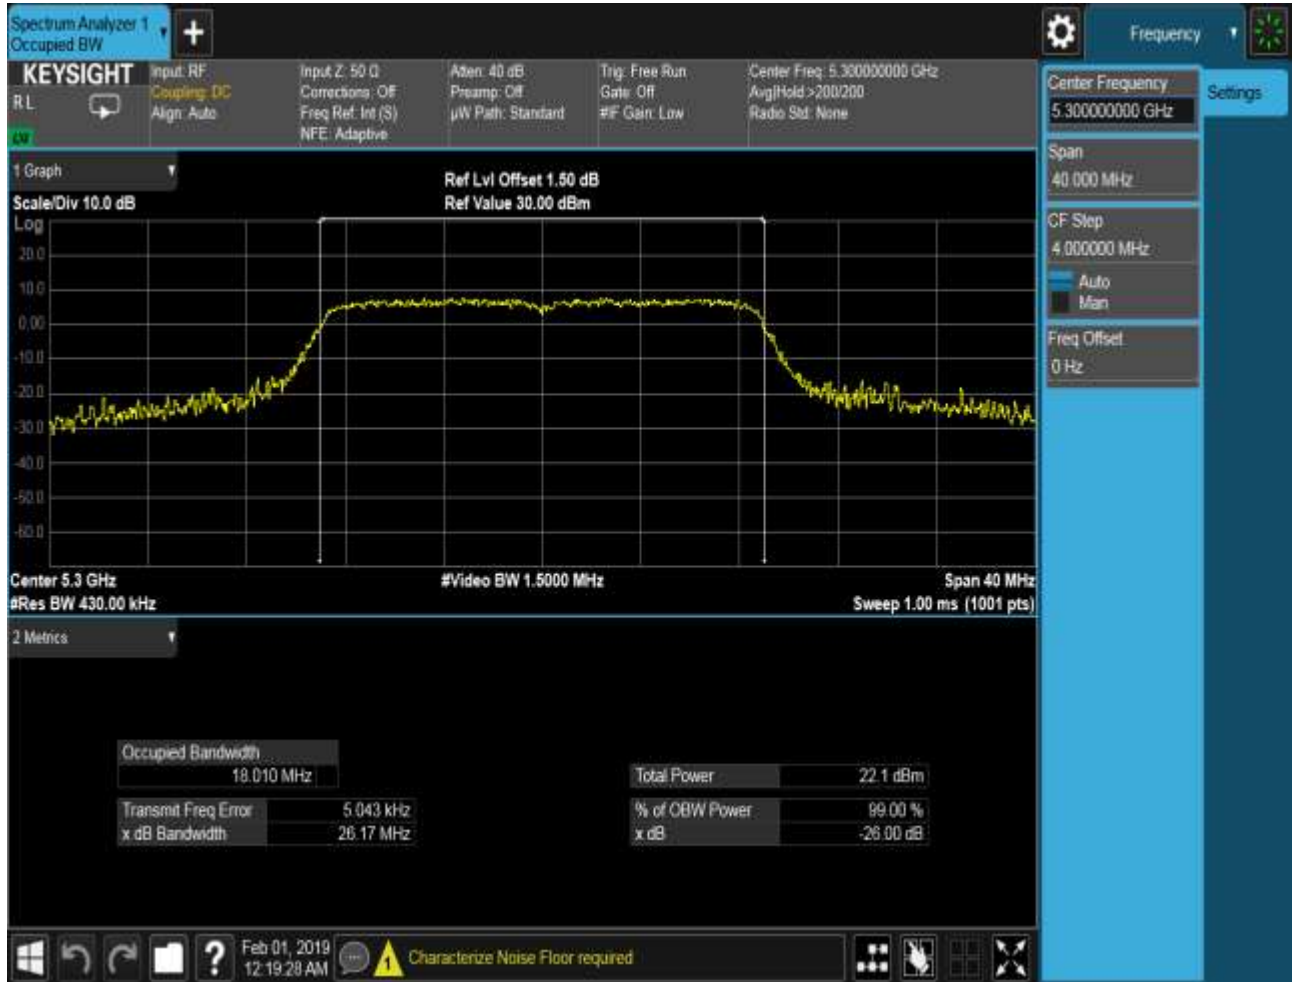 Spectrum Analyzer 1
Occupied BW
+
Frequency
KEYSIGHT
R L
Input: RF
Coupling: DC
Align: Auto
Input Z: 50 Ω
Corrections: Off
Freq Ref: Int (S)
NFE: Adaptive
Atten: 40 dB
Preamp: Off
µW Path: Standard
Trig: Free Run
Gate: Off
#IF Gain: Low
Center Freq: 5.300000000 GHz
Avg|Hold:>200/200
Radio Std: None
Center Frequency
5.300000000 GHz
Settings
Span
40.000 MHz
CF Step
4.000000 MHz
Auto
Man
Freq Offset
0 Hz
1 Graph
Scale/Div 10.0 dB
Ref Lvl Offset 1.50 dB
Ref Value 30.00 dBm
Log
20.0
10.0
0.00
-10.0
-20.0
-30.0
-40.0
-50.0
-60.0
Center 5.3 GHz
#Video BW 1.5000 MHz
Span 40 MHz
#Res BW 430.00 kHz
Sweep 1.00 ms (1001 pts)
2 Metrics
Occupied Bandwidth
18.010 MHz
Total Power 22.1 dBm
Transmit Freq Error 5.043 kHz
% of OBW Power 99.00 %
x dB Bandwidth 26.17 MHz
x dB -26.00 dB
?
Feb 01, 2019
12:19:28 AM
1
Characterize Noise Floor required